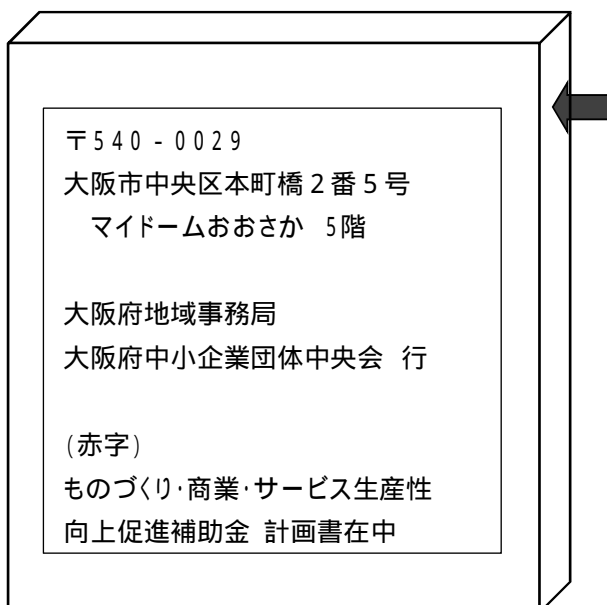 〒540-0029
大阪市中央区本町橋2番5号
マイドームおおさか 5階
大阪府地域事務局
大阪府中小企業団体中央会 行
(赤字)
ものづくり・商業・サービス生産性
向上促進補助金 計画書在中